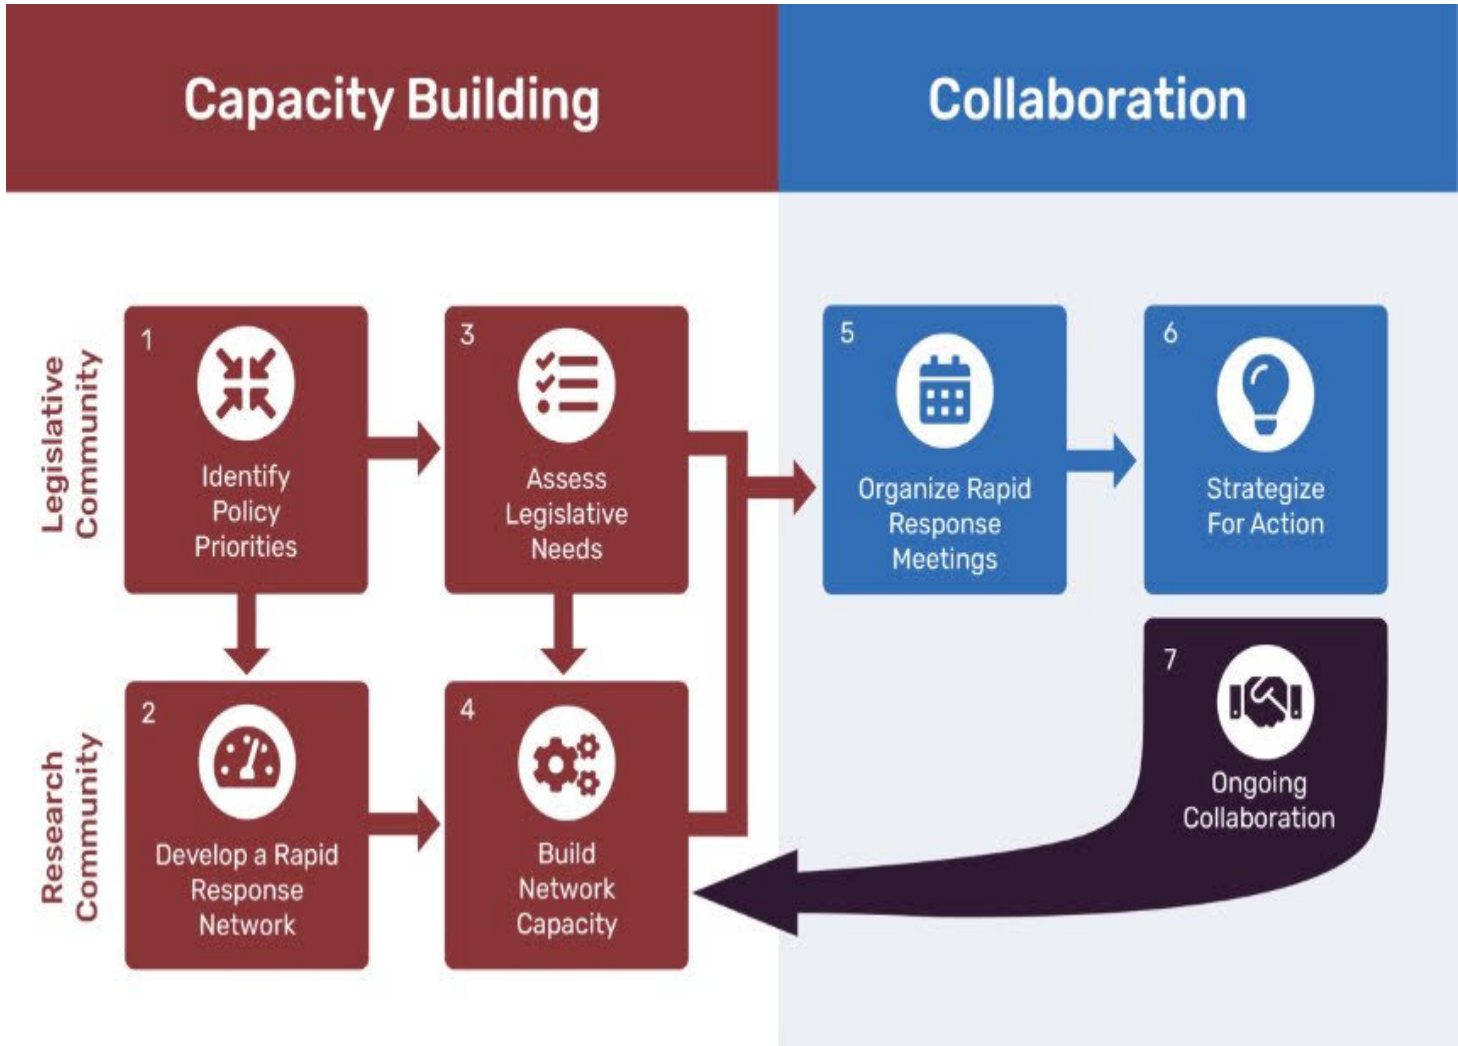 Capacity Building
Collaboration
Legislative
Community
1
Identify
Policy
Priorities
3
Assess
Legislative
Needs
5
Organize Rapid
Response
Meetings
6
Strategize
For Action
Research
Community
2
Develop a Rapid
Response
Network
4
Build
Network
Capacity
7
Ongoing
Collaboration